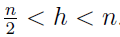 n/2 < h < n.